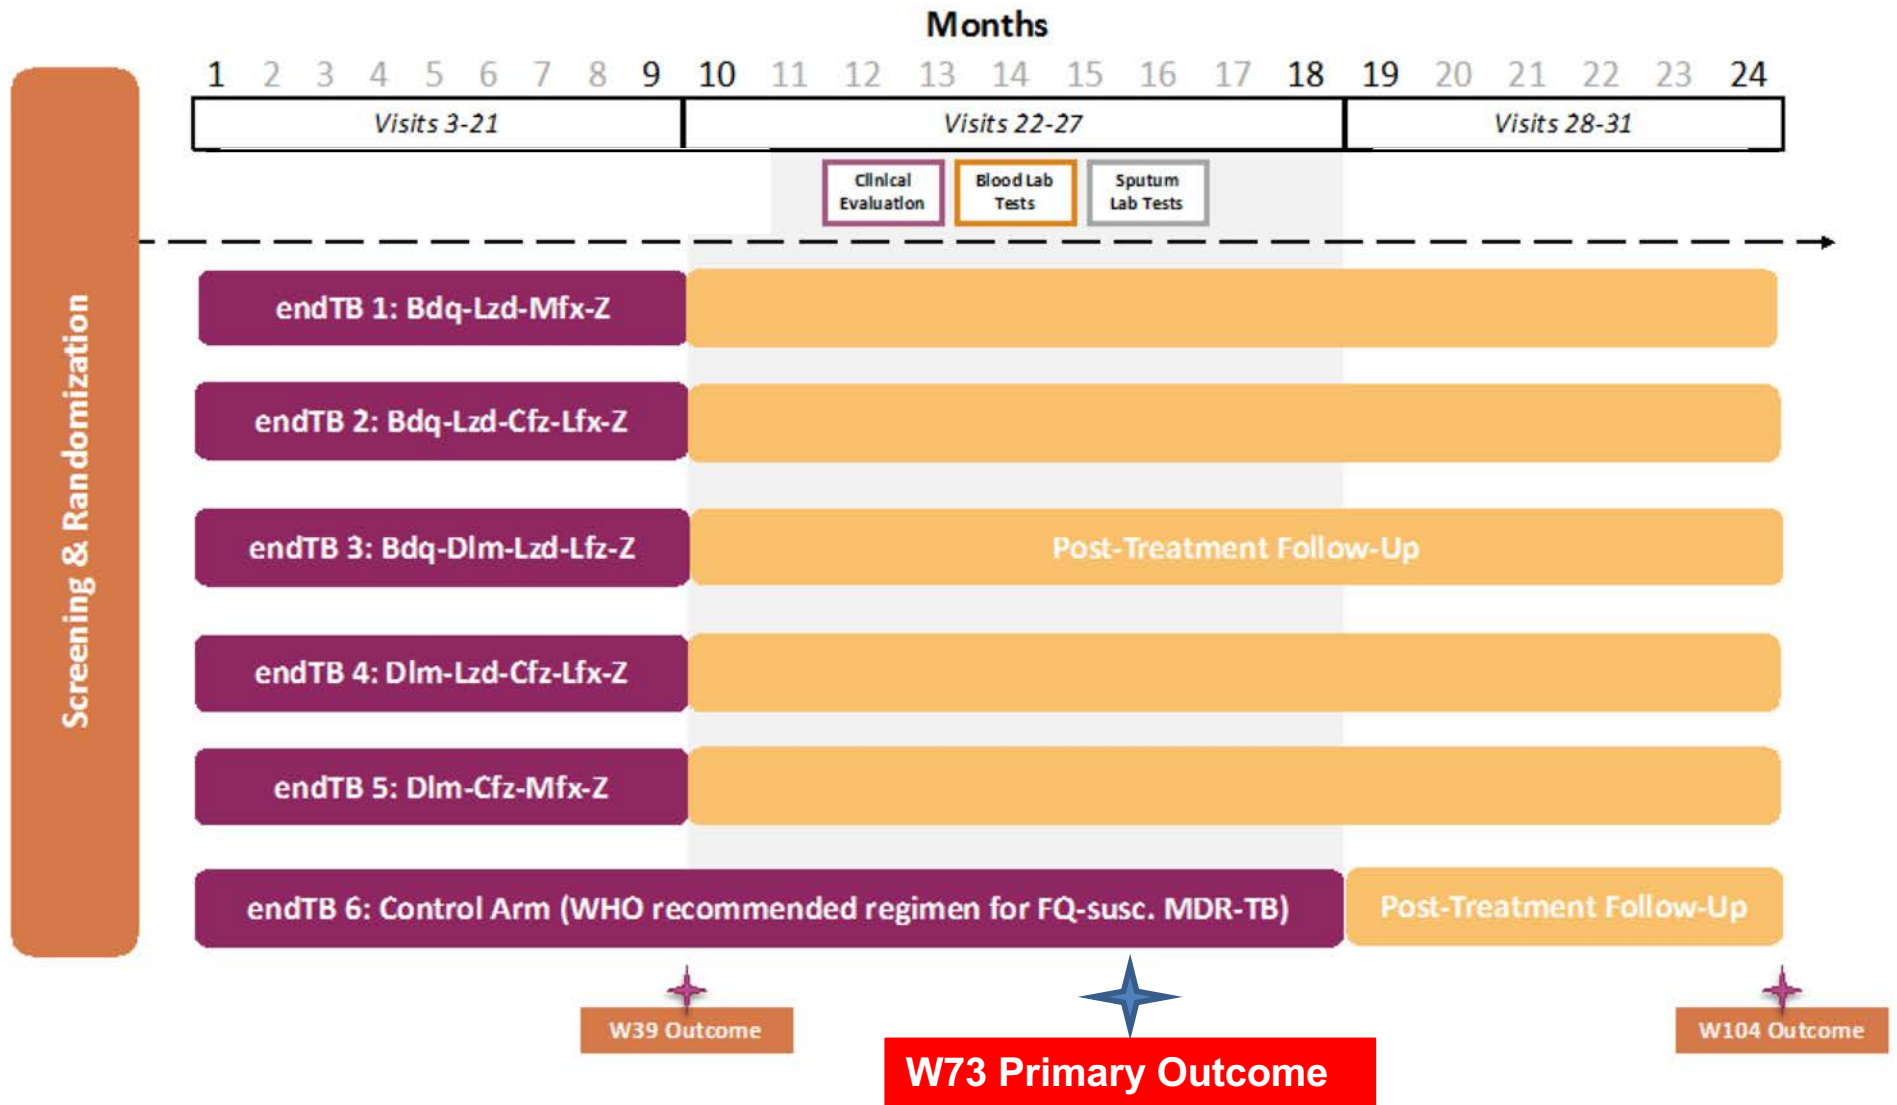 Months
1 2 3 4 5 6 7 8 9 10 11 12 13 14 15 16 17 18 19 20 21 22 23 24
Visits 3-21 Visits 22-27 Visits 28-31
Clinical
Evaluation
Blood Lab
Tests
Sputum
Lab Tests
Screening & Randomization
endTB 1: Bdq-Lzd-Mfx-Z
endTB 2: Bdq-Lzd-Cfz-Lfx-Z
endTB 3: Bdq-Dlm-Lzd-Lfz-Z
Post-Treatment Follow-Up
endTB 4: Dlm-Lzd-Cfz-Lfx-Z
endTB 5: Dlm-Cfz-Mfx-Z
endTB 6: Control Arm (WHO recommended regimen for FQ-susc. MDR-TB)
Post-Treatment Follow-Up
W39 Outcome
W73 Primary Outcome
W104 Outcome